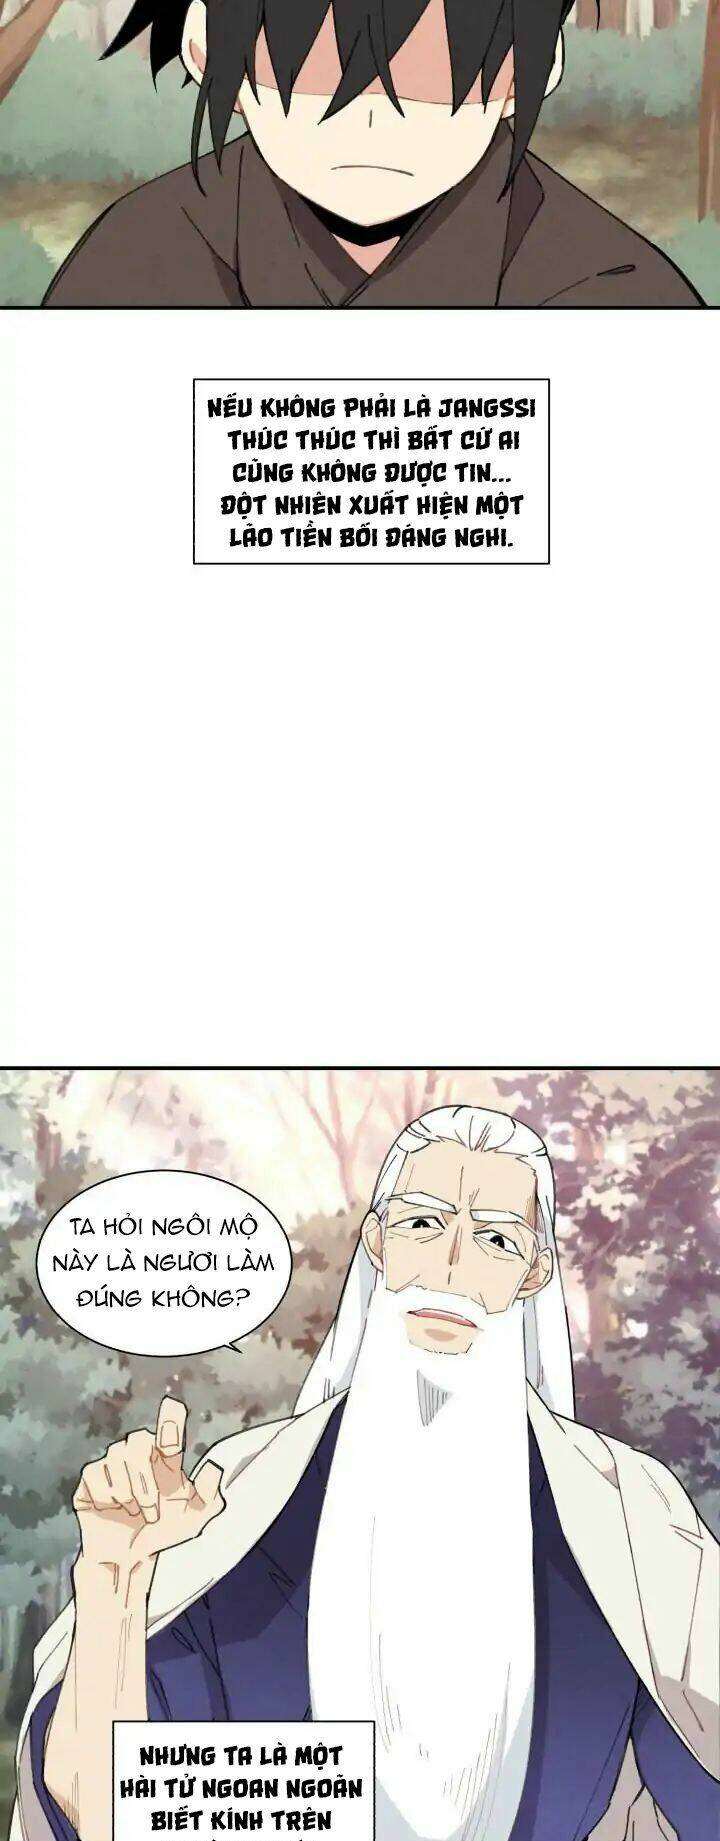 NẾU KHÔNG PHẢI LÀ JANGSSI
THÚC THÚC THÌ BẤT CỨ AI
CŨNG KHÔNG ĐƯỢC TIN...
ĐỘT NHIÊN XUẤT HIỆN MỘT
LÃO TIỀN BỐI ĐÁNG NGHI.
TA HỎI NGÔI MỘ
NÀY LÀ NGƯƠI LÀM
ĐÚNG KHÔNG?
NHƯNG TA LÀ MỘT
HÀI TỬ NGOAN NGOÃN
BIẾT KÍNH TRÊN